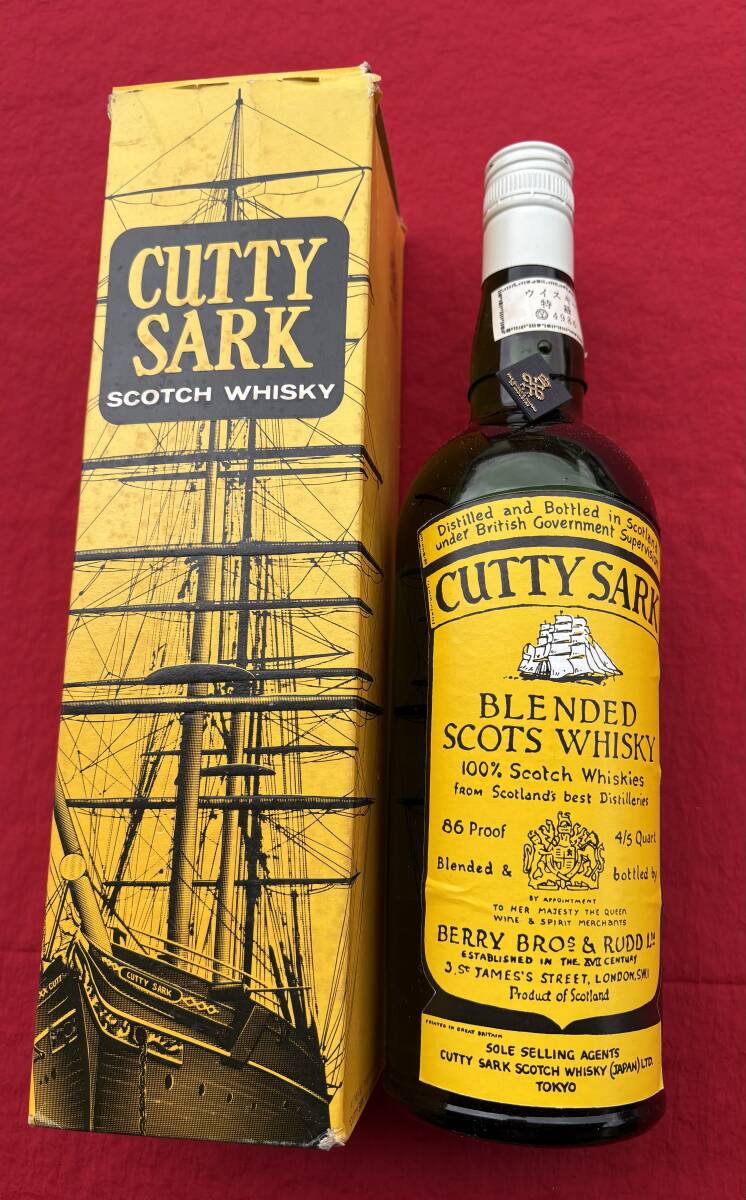 CUTTY
SARK
SCOTCH WHISKY
CUTTY SARK
ウイスキ
特級
Distilled and Bottled in Scotland
under British Government Supervision
CUTTY SARK
BLENDED
SCOTS WHISKY
100% Scotch Whiskies
FROM Scotland's best Distilleries
86 Proof
4/5 Quart
Blended &
bottled by
BY APPOINTMENT
TO HER MAJESTY THE QUEEN
WINE & SPIRIT MERCHANTS
BERRY BROS & RUDD LTD
ESTABLISHED IN THE XVII CENTURY
3, ST JAMES'S STREET, LONDON, SW1
Product of Scotland
PRINTED IN GREAT BRITAIN
SOLE SELLING AGENTS
CUTTY SARK SCOTCH WHISKY (JAPAN) LTD.
TOKYO